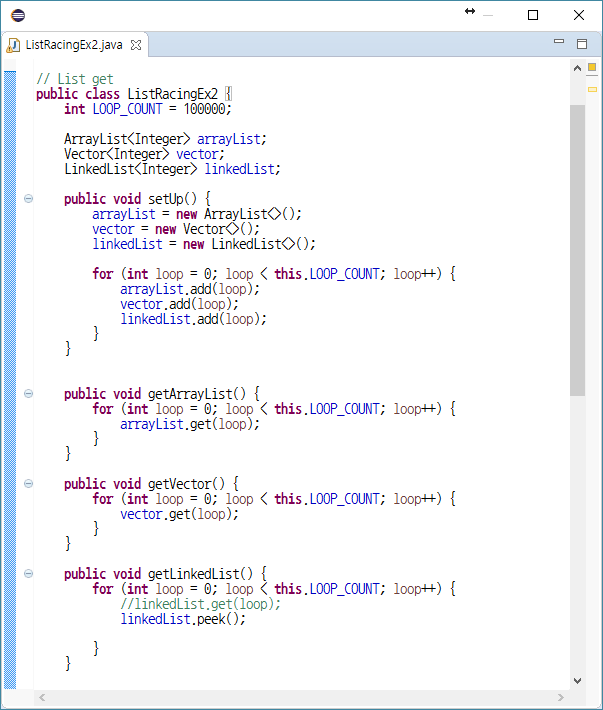 ListRacingEx2.java
// List get
public class ListRacingEx2 {
int LOOP_COUNT = 100000;
ArrayList<Integer> arrayList;
Vector<Integer> vector;
LinkedList<Integer> linkedList;
public void setUp() {
arrayList = new ArrayList<>();
vector = new Vector<>();
linkedList = new LinkedList<>();
for (int loop = 0; loop < this.LOOP_COUNT; loop++) {
arrayList.add(loop);
vector.add(loop);
linkedList.add(loop);
}
}
public void getArrayList() {
for (int loop = 0; loop < this.LOOP_COUNT; loop++) {
arrayList.get(loop);
}
}
public void getVector() {
for (int loop = 0; loop < this.LOOP_COUNT; loop++) {
vector.get(loop);
}
}
public void getLinkedList() {
for (int loop = 0; loop < this.LOOP_COUNT; loop++) {
//linkedList.get(loop);
linkedList.peek();
}
}